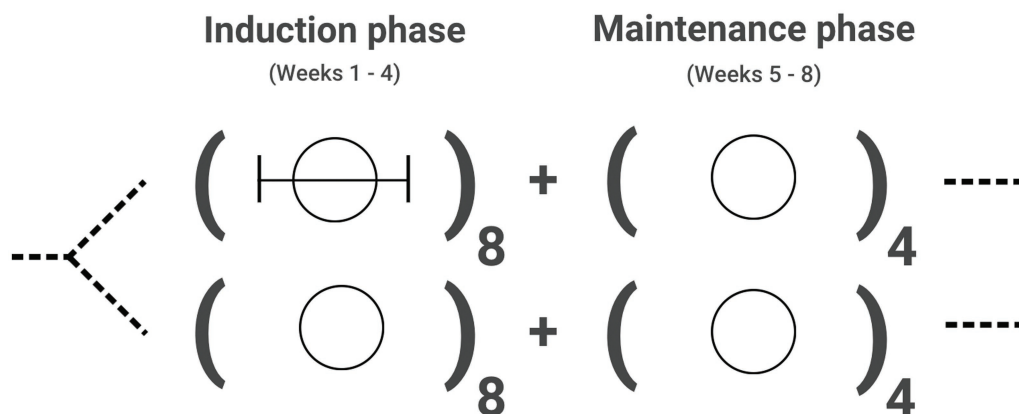 Induction phase
Maintenance phase
(Weeks 1 - 4)
(Weeks 5 - 8)
( )8 + ( )4
( )8 + ( )4